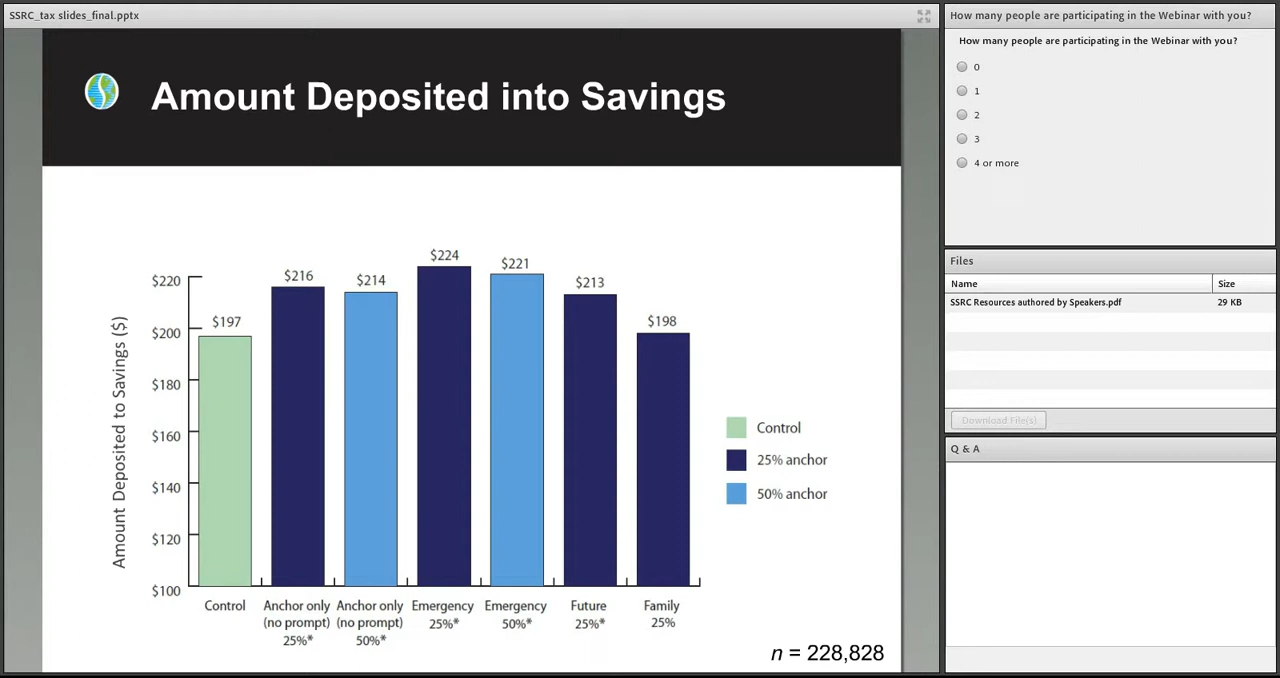 SSRC_tax slides_final.pptx
Amount Deposited into Savings
Amount Deposited to Savings ($)
$220
$200
$180
$160
$140
$120
$100
$197
$216
$214
$224
$221
$213
$198
Control
Anchor only
(no prompt)
25%*
Anchor only
(no prompt)
50%*
Emergency
25%*
Emergency
50%*
Future
25%*
Family
25%
Control
25% anchor
50% anchor
n = 228,828
How many people are participating in the Webinar with you?
How many people are participating in the Webinar with you?
0
1
2
3
4 or more
Files
Name Size
SSRC Resources authored by Speakers.pdf 29 KB
Download File(s)
Q & A